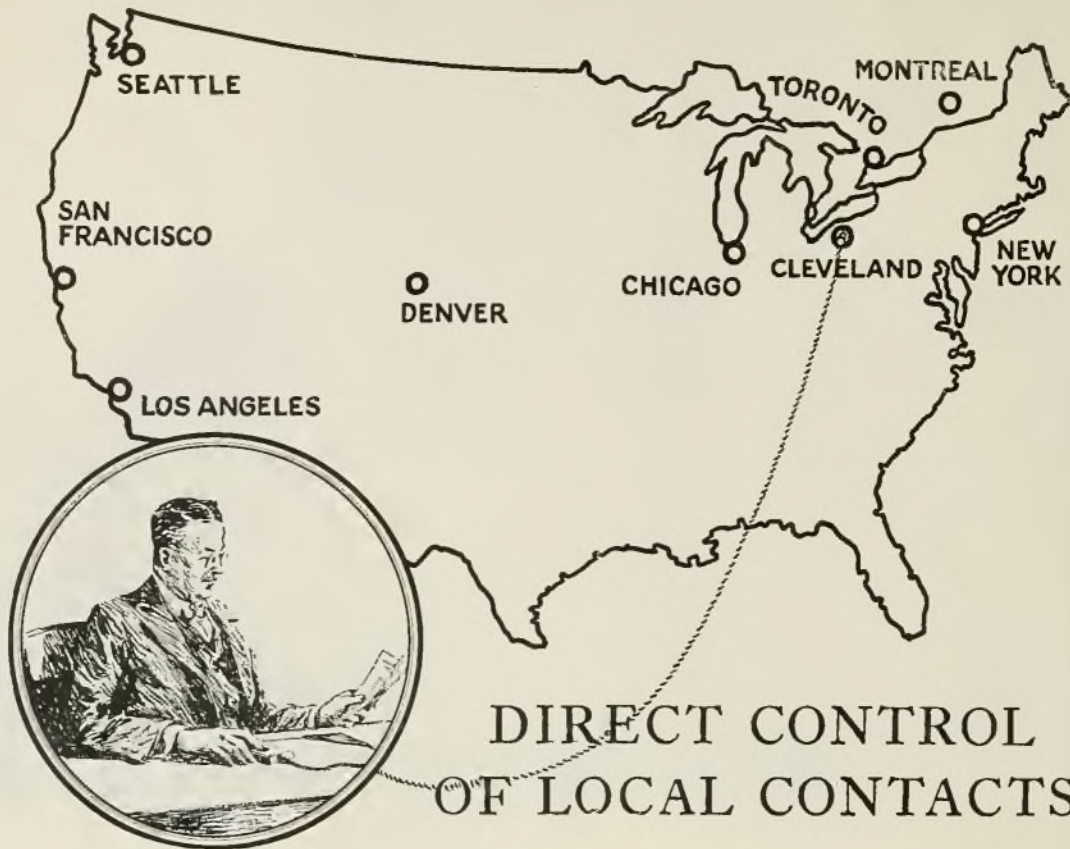 SEATTLE
MONTREAL
TORONTO
SAN
FRANCISCO
CHICAGO
CLEVELAND
NEW
YORK
DENVER
LOS ANGELES
DIRECT CONTROL
OF LOCAL CONTACTS